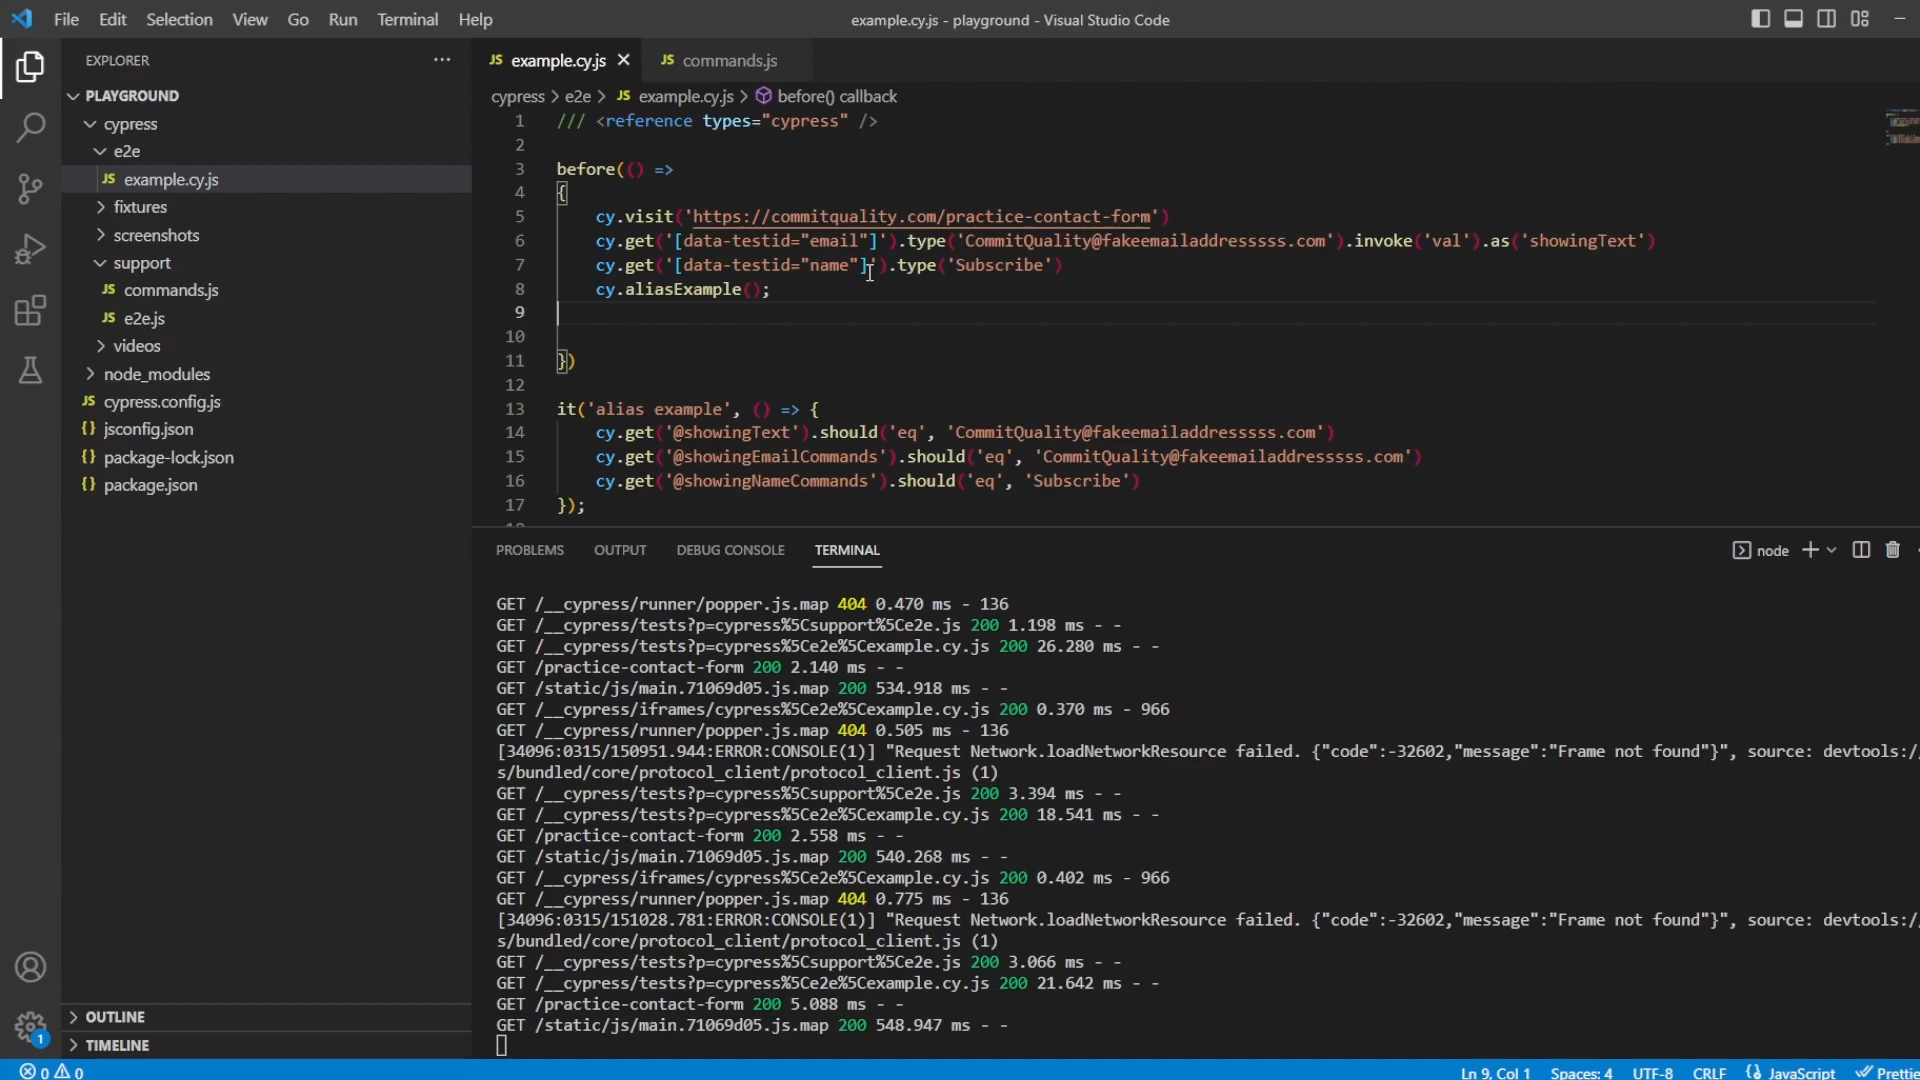 File Edit Selection View Go Run Terminal Help
example.cy.js - playground - Visual Studio Code
EXPLORER
PLAYGROUND
cypress
e2e
JS example.cy.js
fixtures
screenshots
support
JS commands.js
JS e2e.js
videos
node_modules
JS cypress.config.js
{} jsconfig.json
{} package-lock.json
{} package.json
OUTLINE
TIMELINE
1
JS example.cy.js
JS commands.js
cypress > e2e > JS example.cy.js > before() callback
1 /// <reference types="cypress" />
2
3 before(() =>
4 {
5 cy.visit('https://commitquality.com/practice-contact-form')
6 cy.get('[data-testid="email"]').type('CommitQuality@fakeemailaddresssss.com').invoke('val').as('showingText')
7 cy.get('[data-testid="name"]').type('Subscribe')
8 cy.aliasExample();
9
10
11 })
12
13 it('alias example', () => {
14 cy.get('@showingText').should('eq', 'CommitQuality@fakeemailaddresssss.com')
15 cy.get('@showingEmailCommands').should('eq', 'CommitQuality@fakeemailaddresssss.com')
16 cy.get('@showingNameCommands').should('eq', 'Subscribe')
17 });
PROBLEMS OUTPUT DEBUG CONSOLE TERMINAL
node
GET /__cypress/runner/popper.js.map 404 0.470 ms - 136
GET /__cypress/tests?p=cypress%5Csupport%5Ce2e.js 200 1.198 ms - -
GET /__cypress/tests?p=cypress%5Ce2e%5Cexample.cy.js 200 26.280 ms - -
GET /practice-contact-form 200 2.140 ms - -
GET /static/js/main.71069d05.js.map 200 534.918 ms - -
GET /__cypress/iframes/cypress%5Ce2e%5Cexample.cy.js 200 0.370 ms - 966
GET /__cypress/runner/popper.js.map 404 0.505 ms - 136
[34096:0315/150951.944:ERROR:CONSOLE(1)] "Request Network.loadNetworkResource failed. {"code":-32602,"message":"Frame not found"}", source: devtools:/
s/bundled/core/protocol_client/protocol_client.js (1)
GET /__cypress/tests?p=cypress%5Csupport%5Ce2e.js 200 3.394 ms - -
GET /__cypress/tests?p=cypress%5Ce2e%5Cexample.cy.js 200 18.541 ms - -
GET /practice-contact-form 200 2.558 ms - -
GET /static/js/main.71069d05.js.map 200 540.268 ms - -
GET /__cypress/iframes/cypress%5Ce2e%5Cexample.cy.js 200 0.402 ms - 966
GET /__cypress/runner/popper.js.map 404 0.775 ms - 136
[34096:0315/151028.781:ERROR:CONSOLE(1)] "Request Network.loadNetworkResource failed. {"code":-32602,"message":"Frame not found"}", source: devtools:/
s/bundled/core/protocol_client/protocol_client.js (1)
GET /__cypress/tests?p=cypress%5Csupport%5Ce2e.js 200 3.066 ms - -
GET /__cypress/tests?p=cypress%5Ce2e%5Cexample.cy.js 200 21.642 ms - -
GET /practice-contact-form 200 5.088 ms - -
GET /static/js/main.71069d05.js.map 200 548.947 ms - -
0 0
Ln 9, Col 1 Spaces: 4 UTF-8 CRLF {} JavaScript Prettie